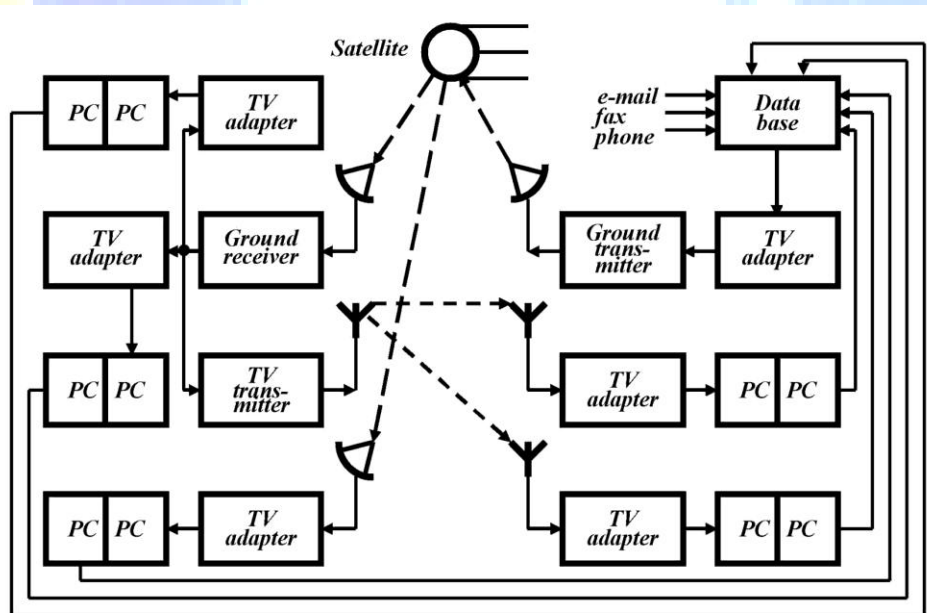 Satellite
PC PC
TV
adapter
e-mail
fax
phone
Data
base
TV
adapter
Ground
receiver
Ground
trans-
mitter
TV
adapter
PC PC
TV
trans-
mitter
TV
adapter
PC PC
PC PC
TV
adapter
TV
adapter
PC PC